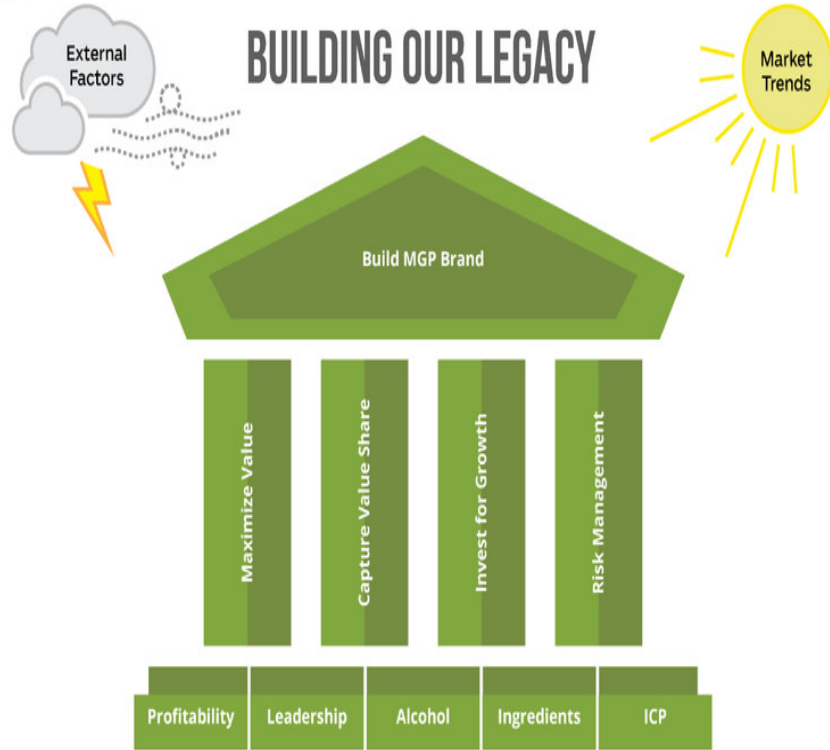 External
Factors
BUILDING OUR LEGACY
Market
Trends
Build MGP Brand
Maximize Value
Capture Value Share
Invest for Growth
Risk Management
Profitability
Leadership
Alcohol
Ingredients
ICP